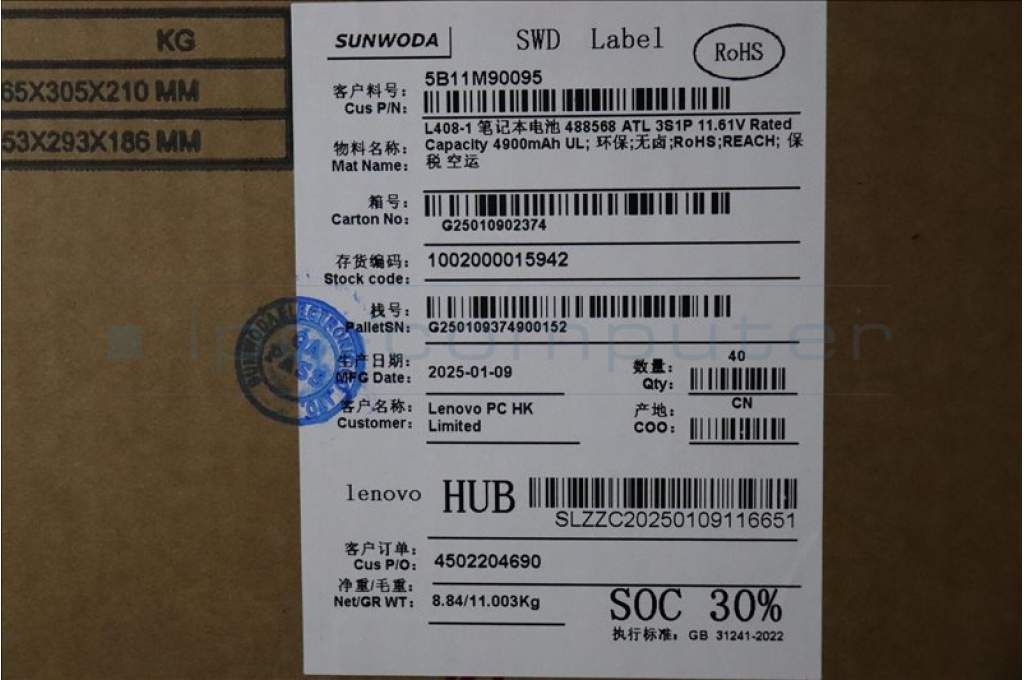 KG
65X305X210 MM
53X293X186 MM
SUNWODA SWD Label RoHS
客户料号: 5B11M90095
Cus P/N:
物料名称: L408-1 笔记本电池 488568 ATL 3S1P 11.61V Rated
Mat Name: Capacity 4900mAh UL; 环保;无卤;RoHS;REACH; 保
税 空运
箱号:
Carton No: G25010902374
存货编码: 1002000015942
Stock code:
栈号:
PalletSN: G250109374900152
生产日期: 2025-01-09
MFG Date:
数量: 40
Qty:
客户名称: Lenovo PC HK
Customer: Limited
产地: CN
COO:
lenovo HUB
SLZZC20250109116651
客户订单: 4502204690
Cus P/O:
净重/毛重: 8.84/11.003Kg
Net/GR WT:
SOC 30%
执行标准: GB 31241-2022
SUNWODA ELECTRONIC
PASS
computer